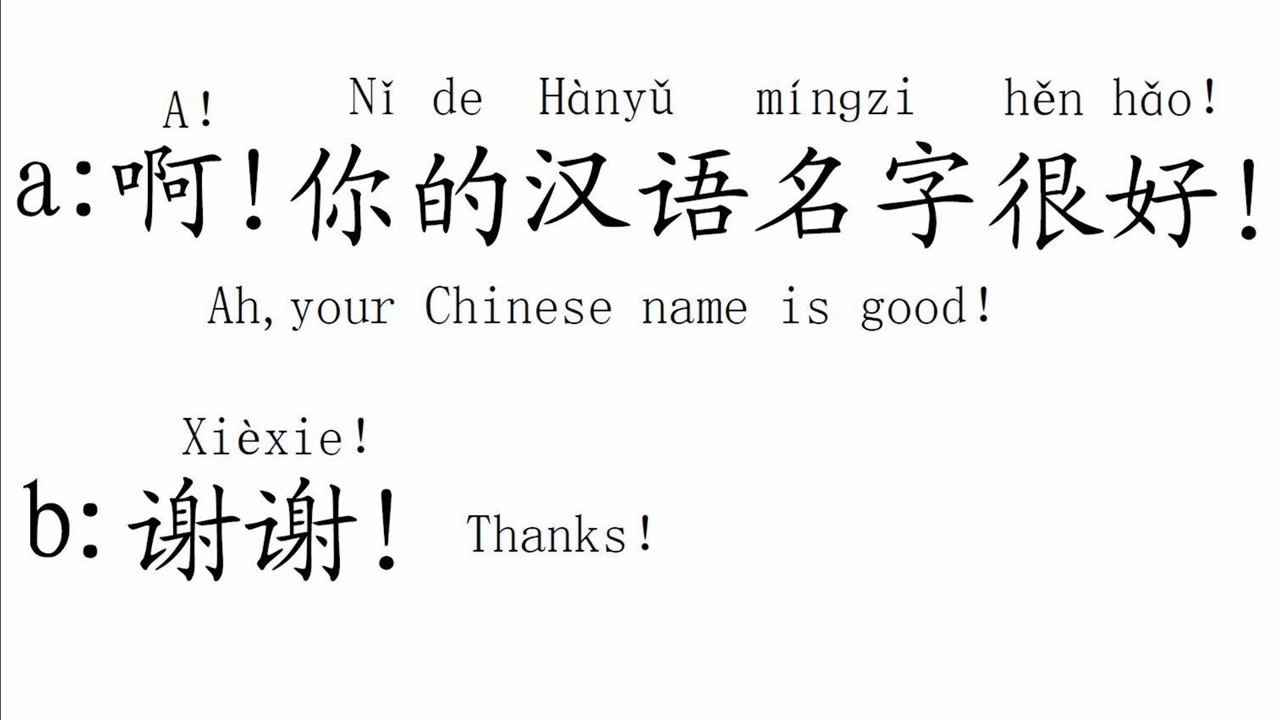 A! Nǐ de Hànyǔ míngzi hěn hǎo!
a:啊!你的汉语名字很好!
Ah,your Chinese name is good!
Xièxie!
b:谢谢! Thanks!